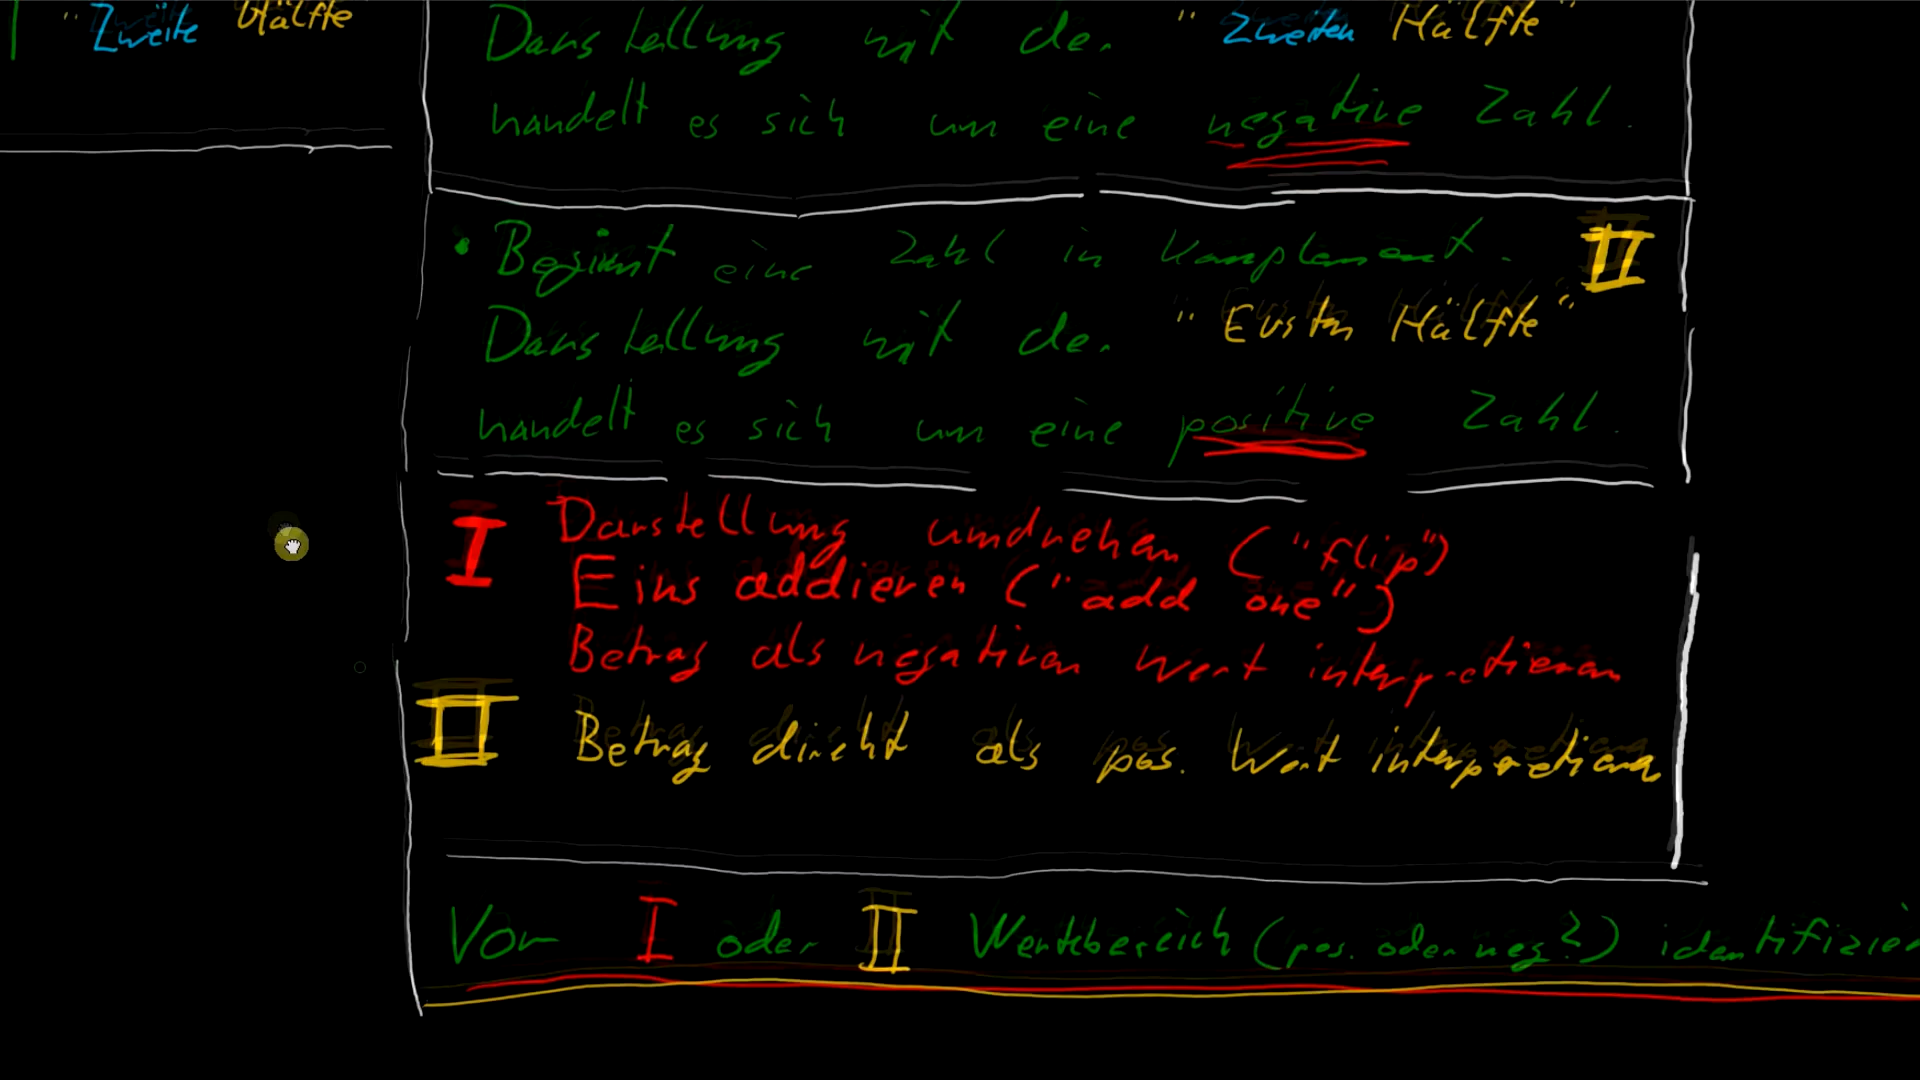 "Zweite Hälfte
Darstellung mit der "Zweiten Hälfte"
handelt es sich um eine negative Zahl.
• Beginnt eine Zahl in Komplement- II
Darstellung mit der "Ersten Hälfte"
handelt es sich um eine positive Zahl.
I Darstellung umdrehen ("flip")
Eins addieren ("add one")
Betrag als negativen Wert interpretieren
II Betrag direkt als pos. Wert interpretieren
Vor I oder II Wertebereich (pos. oder neg?) identifizie